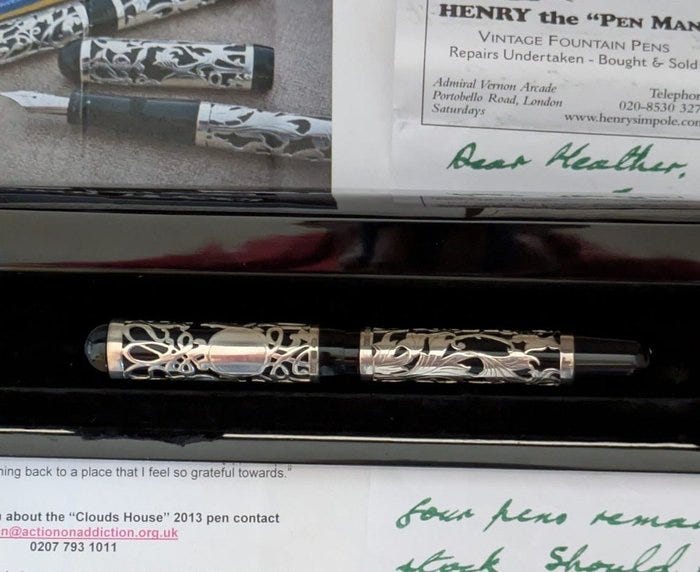 HENRY the "PEN MAN
VINTAGE FOUNTAIN PENS
Repairs Undertaken - Bought & Sold
Admiral Vernon Arcade
Portobello Road, London
Saturdays
Telephon
020-8530 327
www.henrysimpole.com
Dear Heather,
ning back to a place that I feel so grateful towards."
about the "Clouds House" 2013 pen contact
n@actiononaddiction.org.uk
0207 793 1011
four pens remai
stock Should